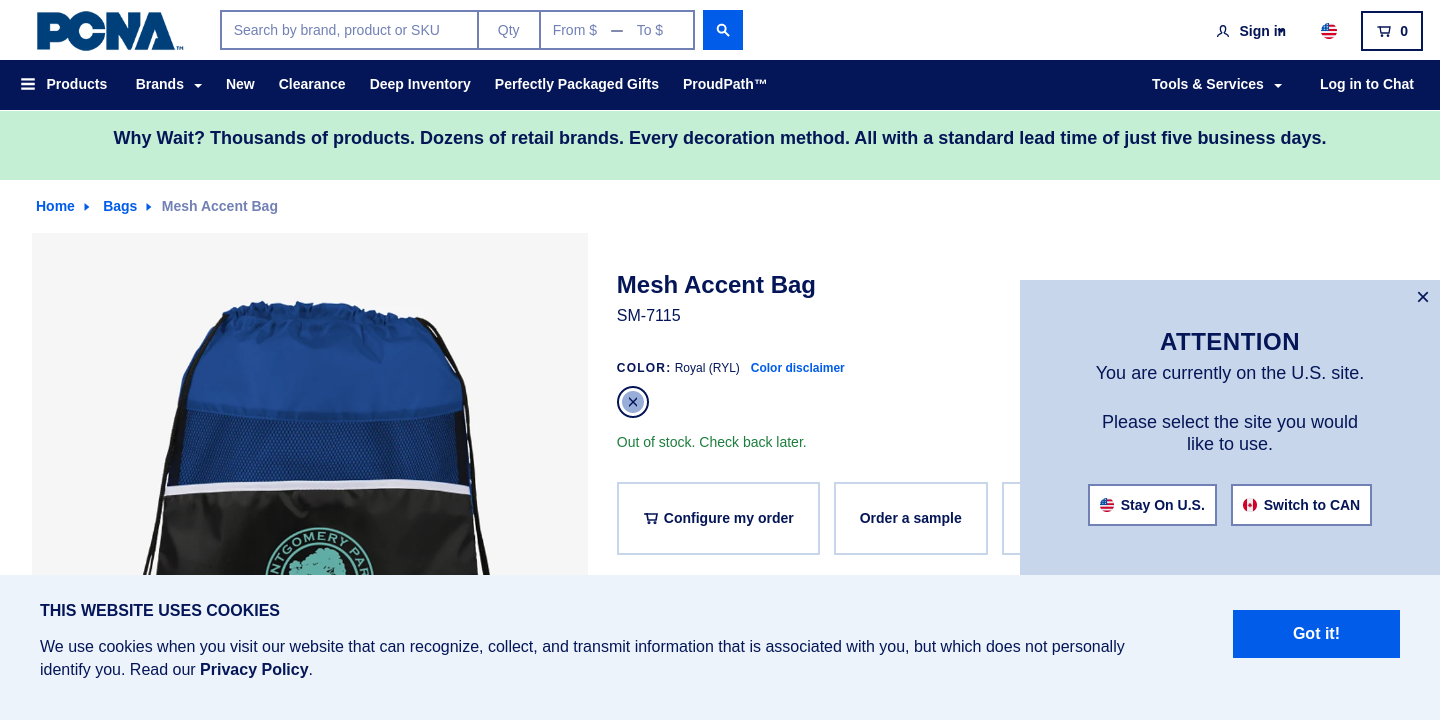 PCNA™
Search by brand, product or SKU
Qty
From $ — To $
Sign in
0
Products
Brands
New
Clearance
Deep Inventory
Perfectly Packaged Gifts
ProudPath™
Tools & Services
Log in to Chat
Why Wait? Thousands of products. Dozens of retail brands. Every decoration method. All with a standard lead time of just five business days.
Home
Bags
Mesh Accent Bag
Mesh Accent Bag
SM-7115
COLOR: Royal (RYL) Color disclaimer
Out of stock. Check back later.
Configure my order
Order a sample
ATTENTION
You are currently on the U.S. site.
Please select the site you would
like to use.
Stay On U.S.
Switch to CAN
THIS WEBSITE USES COOKIES
We use cookies when you visit our website that can recognize, collect, and transmit information that is associated with you, but which does not personally
identify you. Read our Privacy Policy.
Got it!